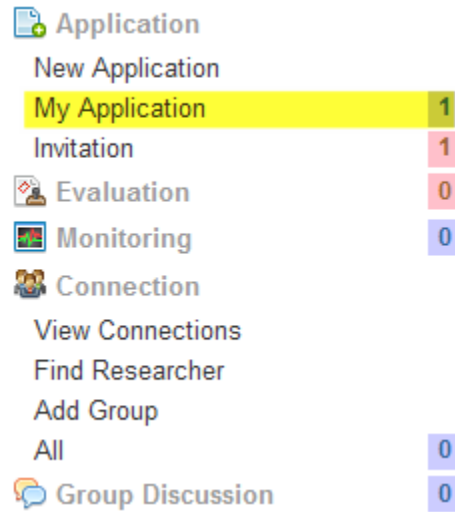 Application
New Application
My Application 1
Invitation 1
Evaluation 0
Monitoring 0
Connection
View Connections
Find Researcher
Add Group
All 0
Group Discussion 0